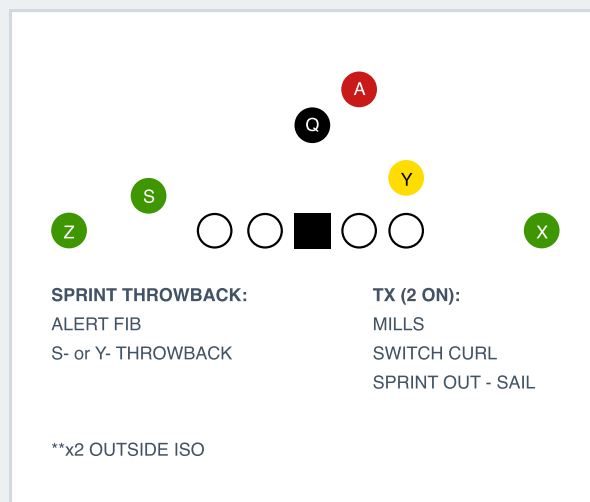 A
Q
Y
S
Z
X
SPRINT THROWBACK:
ALERT FIB
S- or Y- THROWBACK
TX (2 ON):
MILLS
SWITCH CURL
SPRINT OUT - SAIL
**x2 OUTSIDE ISO